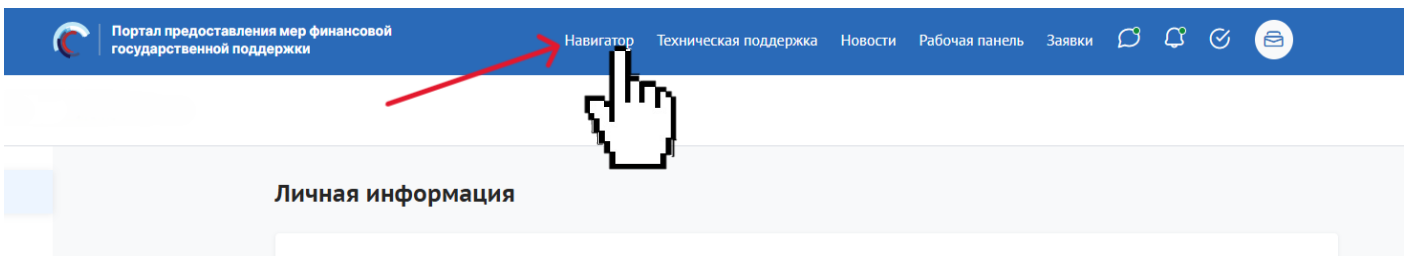 Портал предоставления мер финансовой
государственной поддержки
Навигатор Техническая поддержка Новости Рабочая панель Заявки
Личная информация